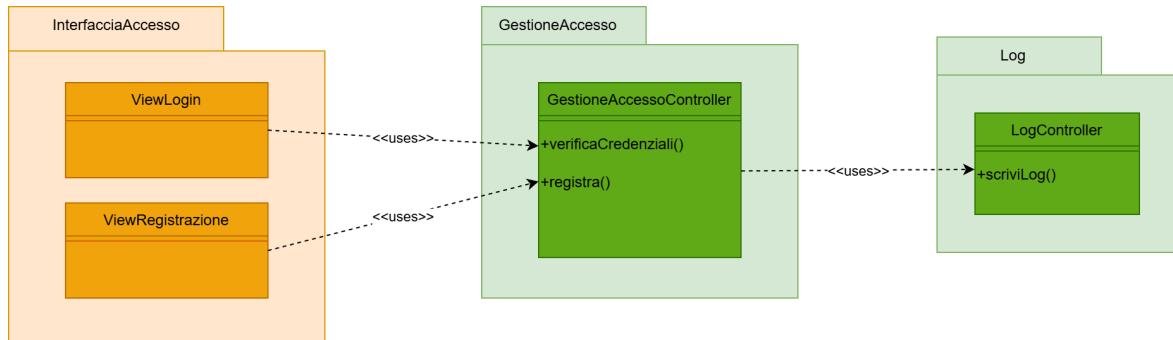 InterfacciaAccesso
ViewLogin
ViewRegistrazione
<<uses>>
<<uses>>
GestioneAccesso
GestioneAccessoController
+verificaCredenziali()
+registra()
<<uses>>
Log
LogController
+scriviLog()